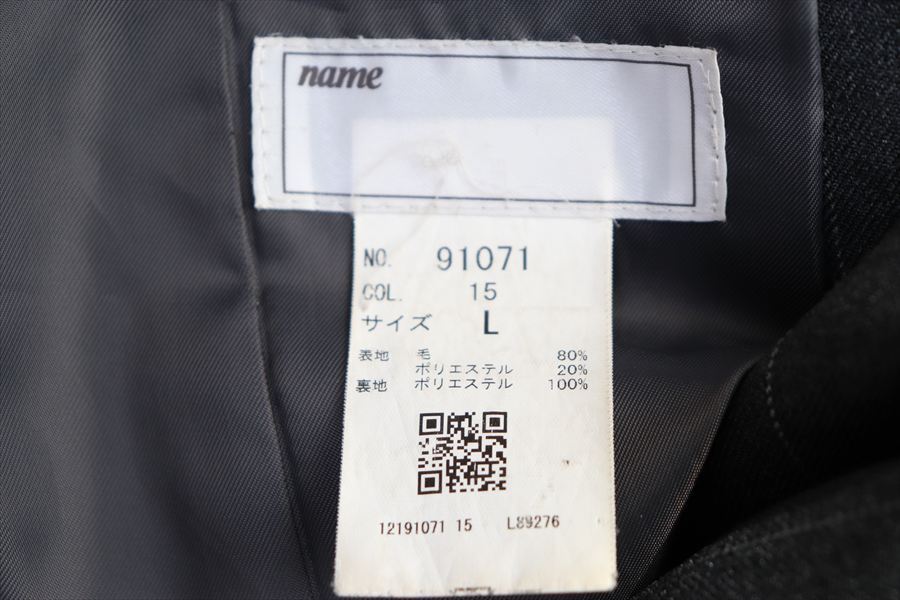 name
NO. 91071
COL. 15
サイズ L
表地 毛 80%
ポリエステル 20%
裏地 ポリエステル 100%
12191071 15 L89276